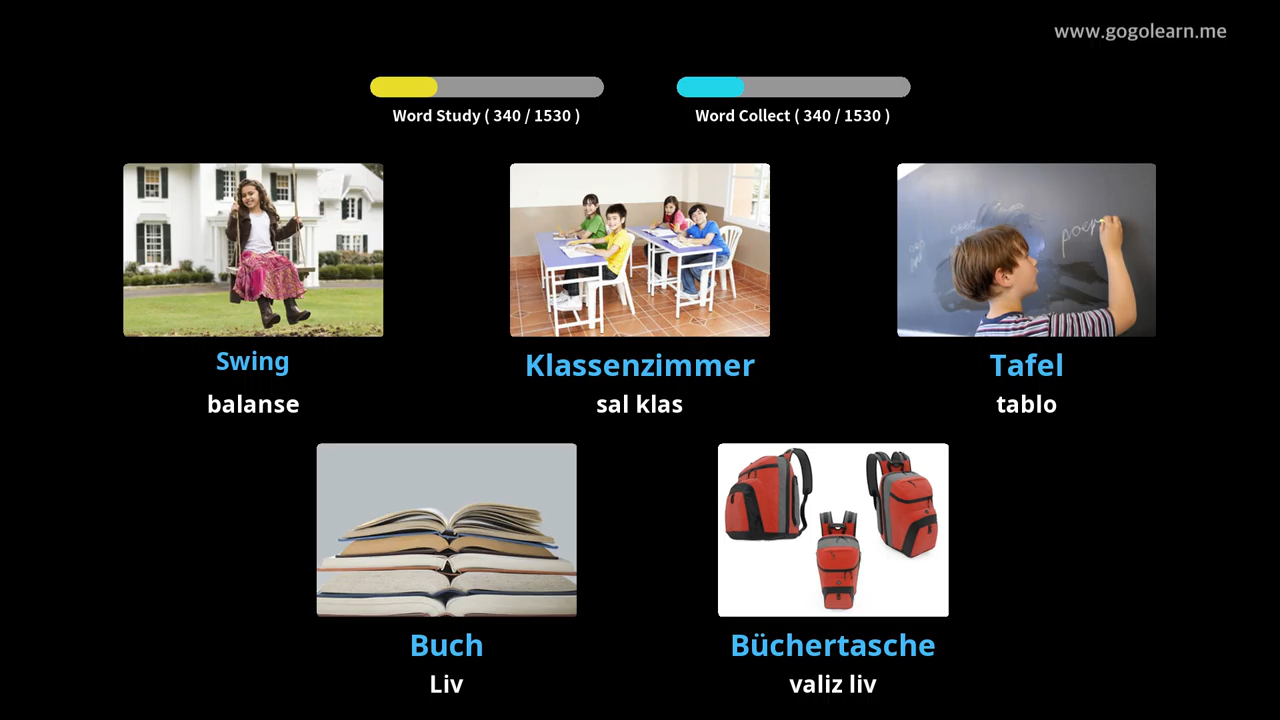 www.gogolearn.me
Word Study ( 340 / 1530 )
Word Collect ( 340 / 1530 )
poem
Swing
balanse
Klassenzimmer
sal klas
Tafel
tablo
Buch
Liv
Büchertasche
valiz liv